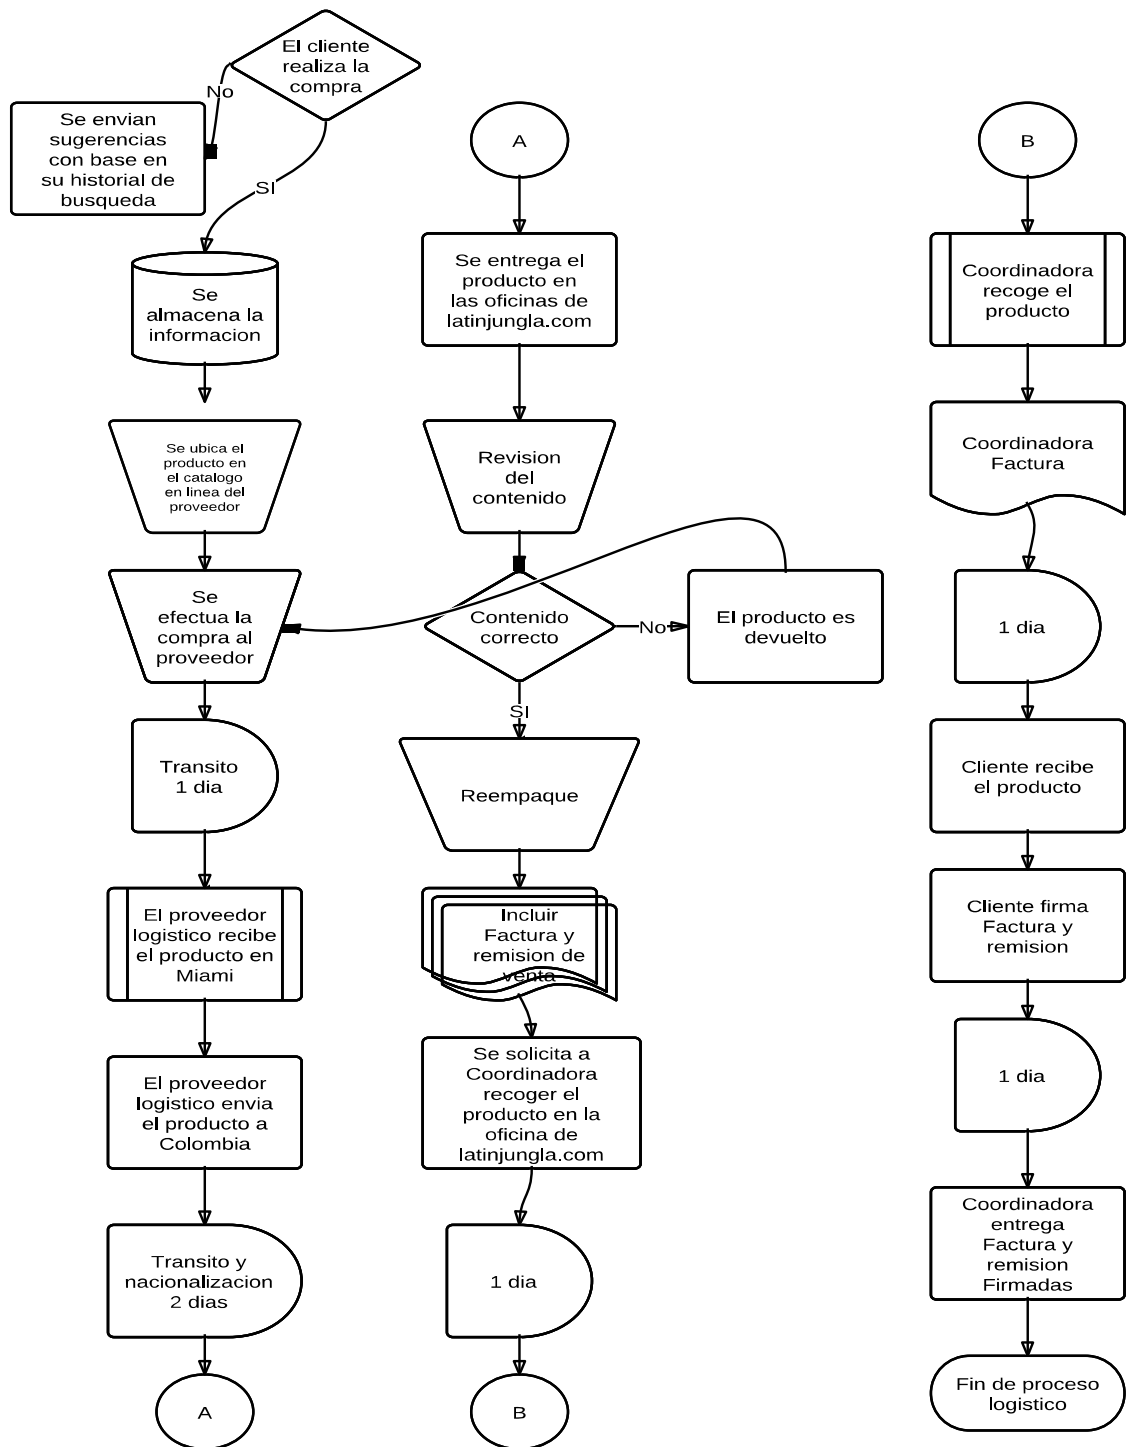 El cliente
realiza la
compra
No
Se envian
sugerencias
con base en
su historial de
busqueda
SI
Se
almacena la
informacion
Se ubica el
producto en
el catalogo
en linea del
proveedor
Se
efectua la
compra al
proveedor
Transito
1 dia
El proveedor
logistico recibe
el producto en
Miami
El proveedor
logistico envia
el producto a
Colombia
Transito y
nacionalizacion
2 dias
A
A
Se entrega el
producto en
las oficinas de
latinjungla.com
Revision
del
contenido
Contenido
correcto
No
El producto es
devuelto
SI
Reempaque
Incluir
Factura y
remision de
venta
Se solicita a
Coordinadora
recoger el
producto en la
oficina de
latinjungla.com
1 dia
B
B
Coordinadora
recoge el
producto
Coordinadora
Factura
1 dia
Cliente recibe
el producto
Cliente firma
Factura y
remision
1 dia
Coordinadora
entrega
Factura y
remision
Firmadas
Fin de proceso
logistico